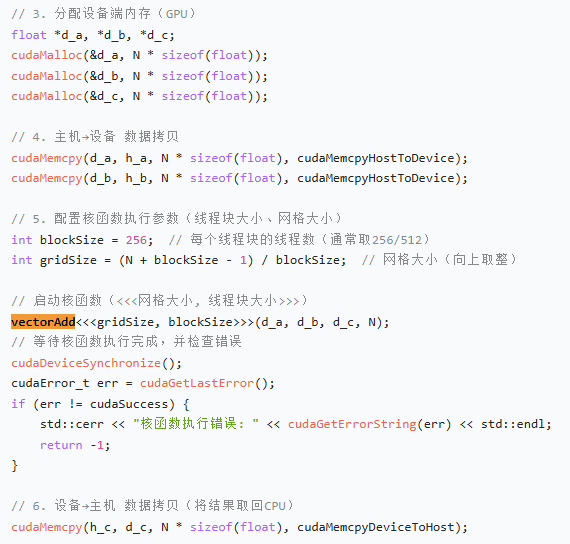 // 3. 分配设备端内存（GPU）
float *d_a, *d_b, *d_c;
cudaMalloc(&d_a, N * sizeof(float));
cudaMalloc(&d_b, N * sizeof(float));
cudaMalloc(&d_c, N * sizeof(float));
// 4. 主机→设备 数据拷贝
cudaMemcpy(d_a, h_a, N * sizeof(float), cudaMemcpyHostToDevice);
cudaMemcpy(d_b, h_b, N * sizeof(float), cudaMemcpyHostToDevice);
// 5. 配置核函数执行参数（线程块大小、网格大小）
int blockSize = 256;  // 每个线程块的线程数（通常取256/512）
int gridSize = (N + blockSize - 1) / blockSize;  // 网格大小（向上取整）
// 启动核函数（<<<网格大小, 线程块大小>>>）
vectorAdd<<<gridSize, blockSize>>>(d_a, d_b, d_c, N);
// 等待核函数执行完成，并检查错误
cudaDeviceSynchronize();
cudaError_t err = cudaGetLastError();
if (err != cudaSuccess) {
    std::cerr << "核函数执行错误: " << cudaGetErrorString(err) << std::endl;
    return -1;
}
// 6. 设备→主机 数据拷贝（将结果取回CPU）
cudaMemcpy(h_c, d_c, N * sizeof(float), cudaMemcpyDeviceToHost);